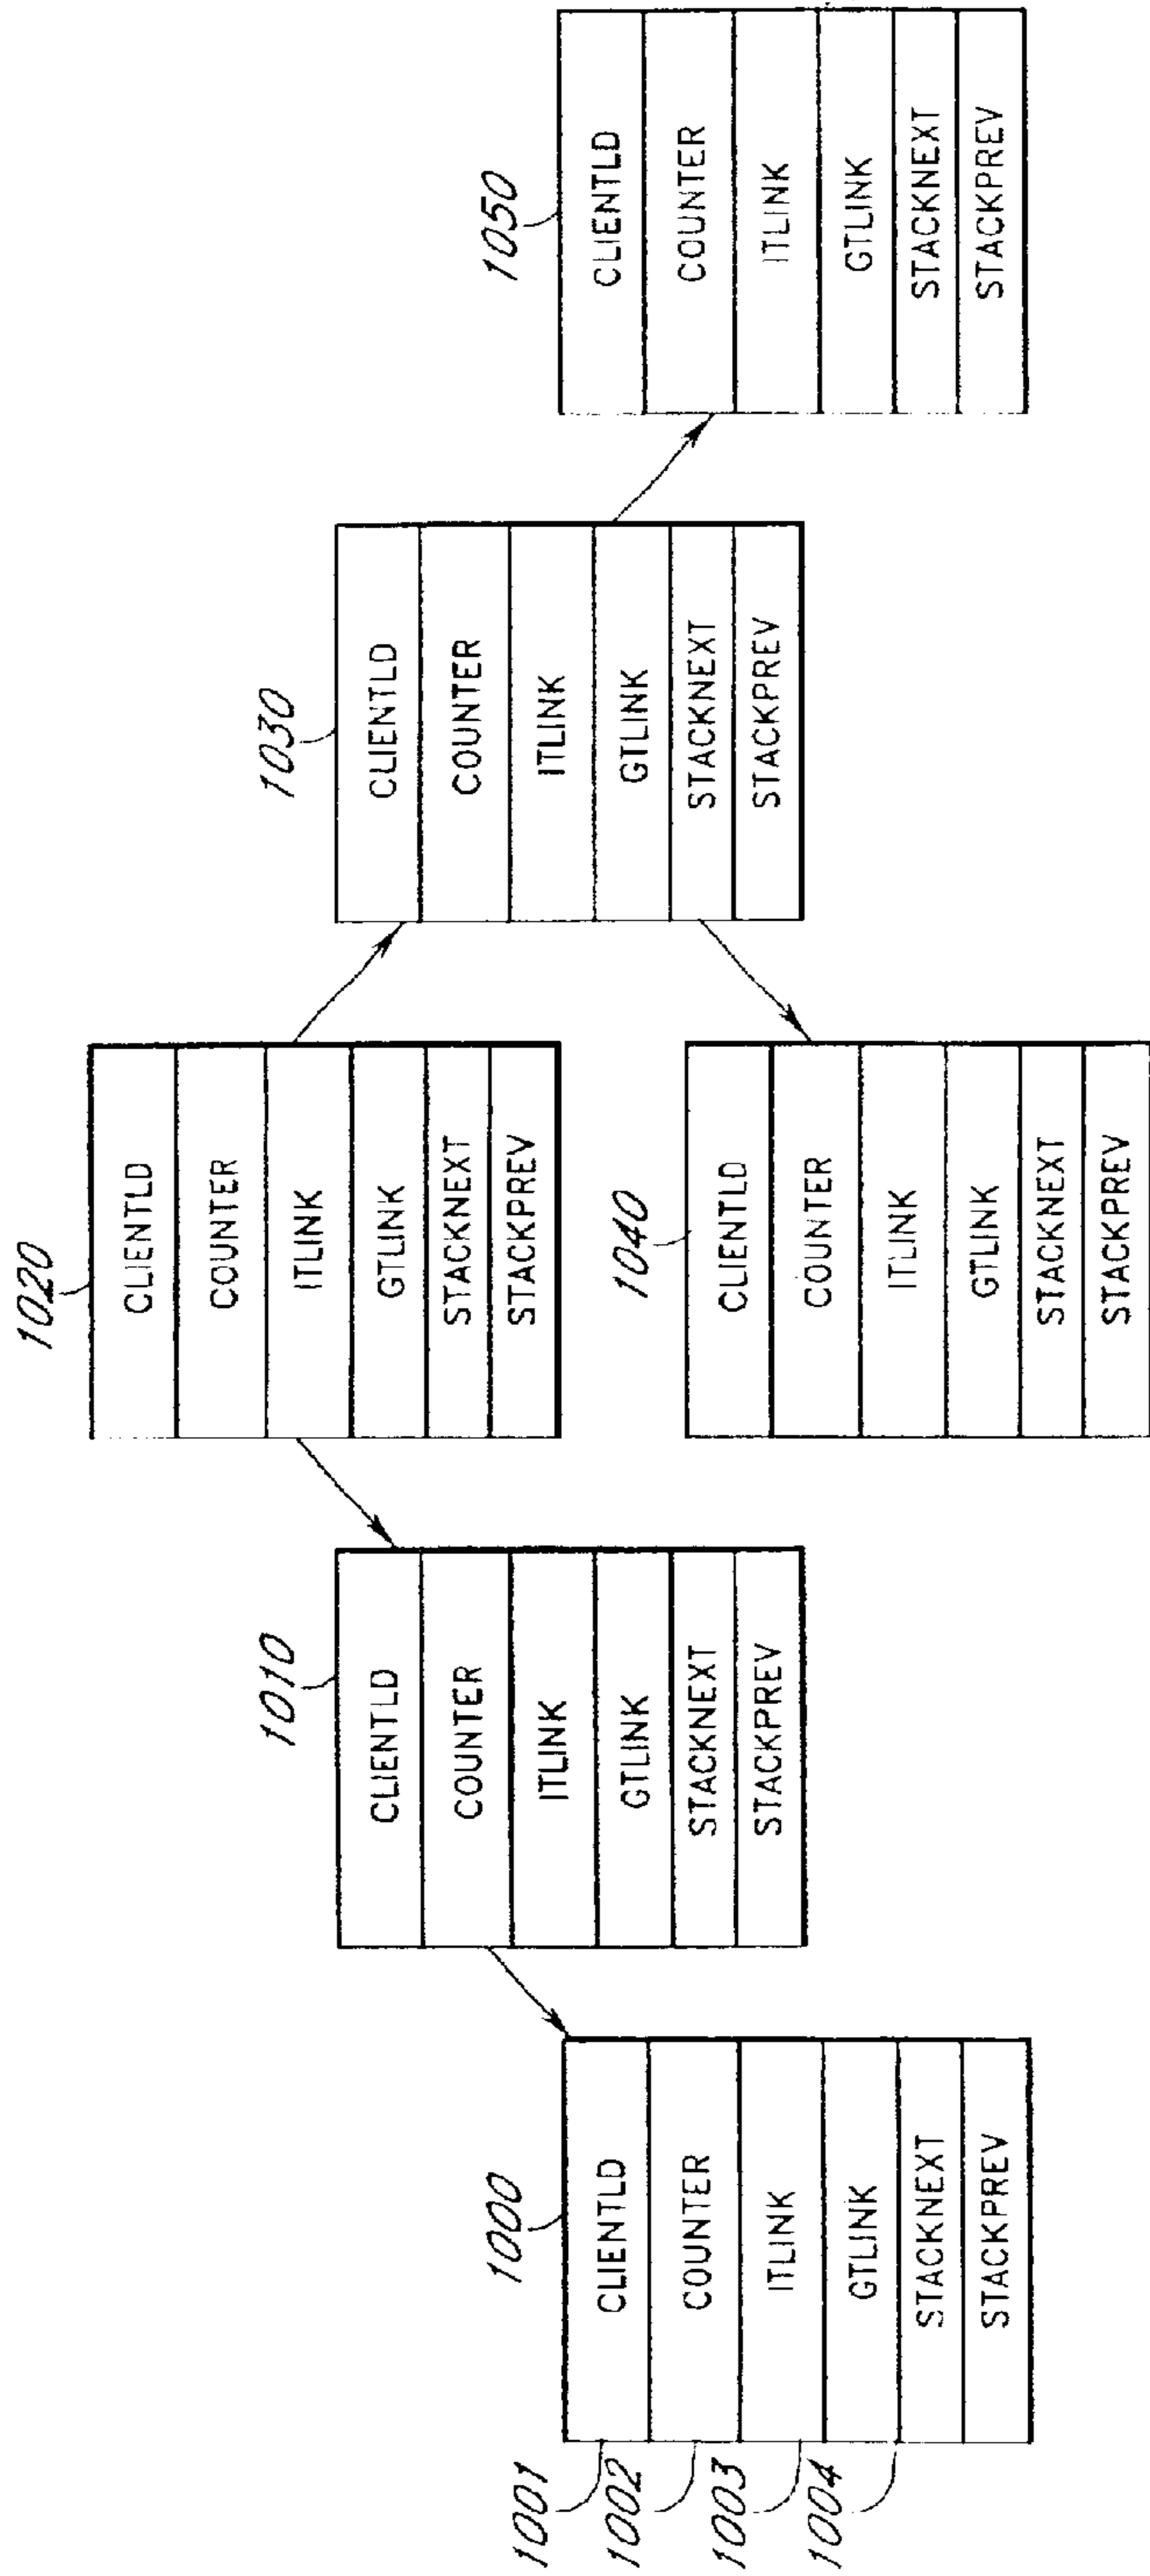 1020
CLIENTLD
COUNTER
ITLINK
GTLINK
STACKNEXT
STACKPREV
1010
CLIENTLD
COUNTER
ITLINK
GTLINK
STACKNEXT
STACKPREV
1030
CLIENTLD
COUNTER
ITLINK
GTLINK
STACKNEXT
STACKPREV
1000
1001
1002
1003
1004
CLIENTLD
COUNTER
ITLINK
GTLINK
STACKNEXT
STACKPREV
1040
CLIENTLD
COUNTER
ITLINK
GTLINK
STACKNEXT
STACKPREV
1050
CLIENTLD
COUNTER
ITLINK
GTLINK
STACKNEXT
STACKPREV